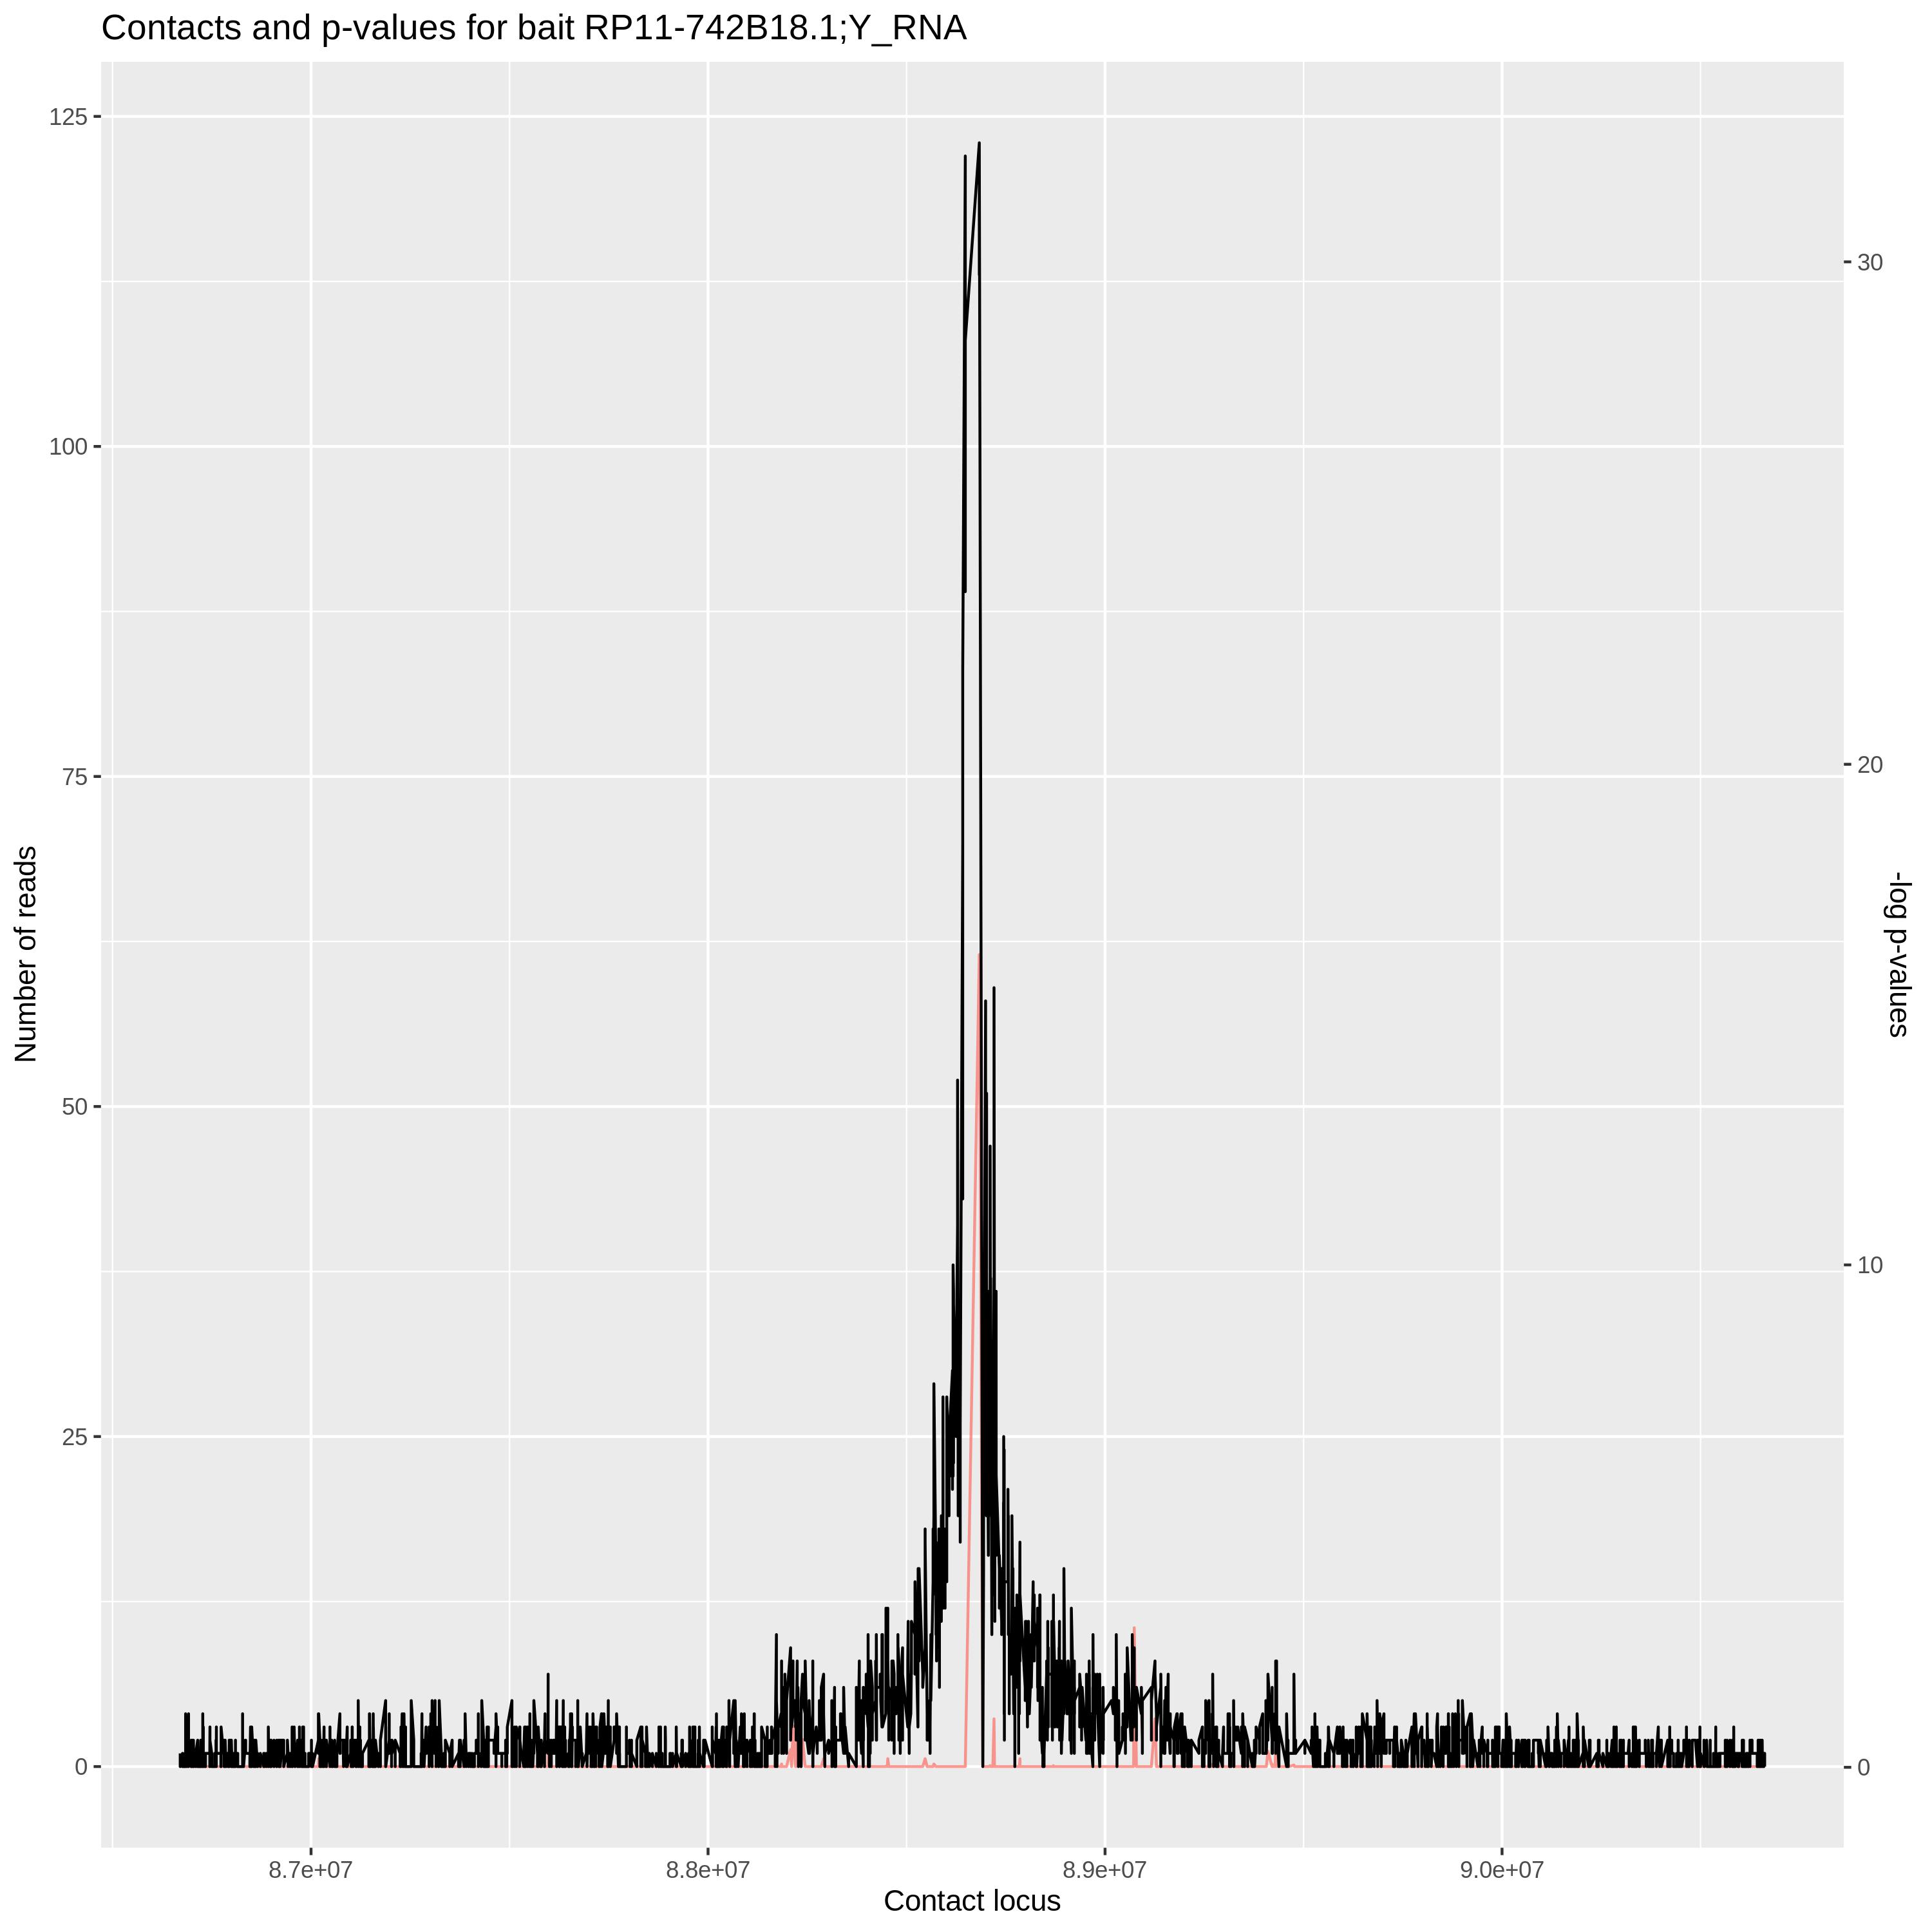 Contacts and p-values for bait RP11-742B18.1;Y_RNA
125
100
75
50
25
0
Number of reads
30
20
10
0
-log p-values
8.7e+07 8.8e+07 8.9e+07 9.0e+07
Contact locus